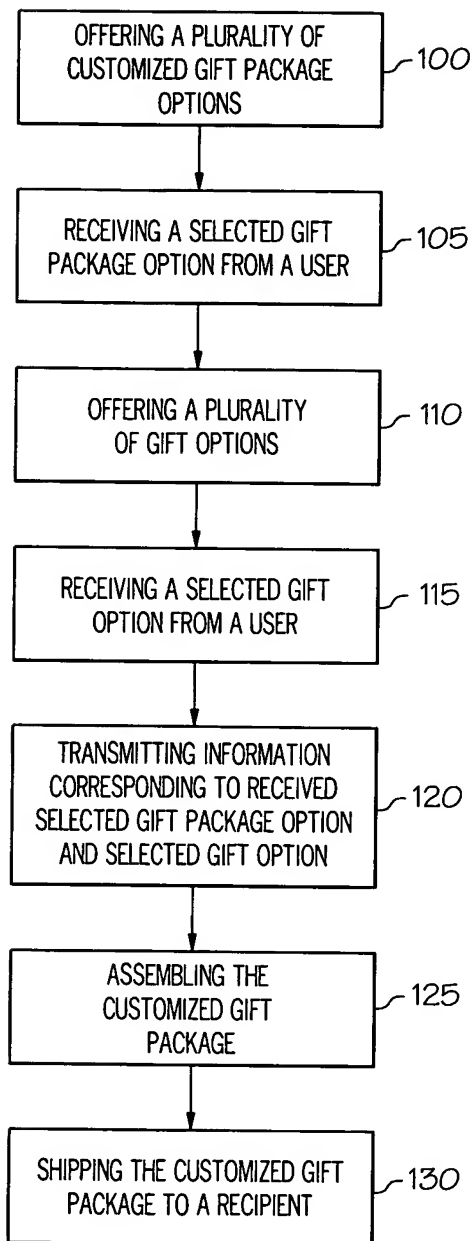 OFFERING A PLURALITY OF
CUSTOMIZED GIFT PACKAGE
OPTIONS
100
RECEIVING A SELECTED GIFT
PACKAGE OPTION FROM A USER
105
OFFERING A PLURALITY
OF GIFT OPTIONS
110
RECEIVING A SELECTED GIFT
OPTION FROM A USER
115
TRANSMITTING INFORMATION
CORRESPONDING TO RECEIVED
SELECTED GIFT PACKAGE OPTION
AND SELECTED GIFT OPTION
120
ASSEMBLING THE
CUSTOMIZED GIFT
PACKAGE
125
SHIPPING THE CUSTOMIZED GIFT
PACKAGE TO A RECIPIENT
130